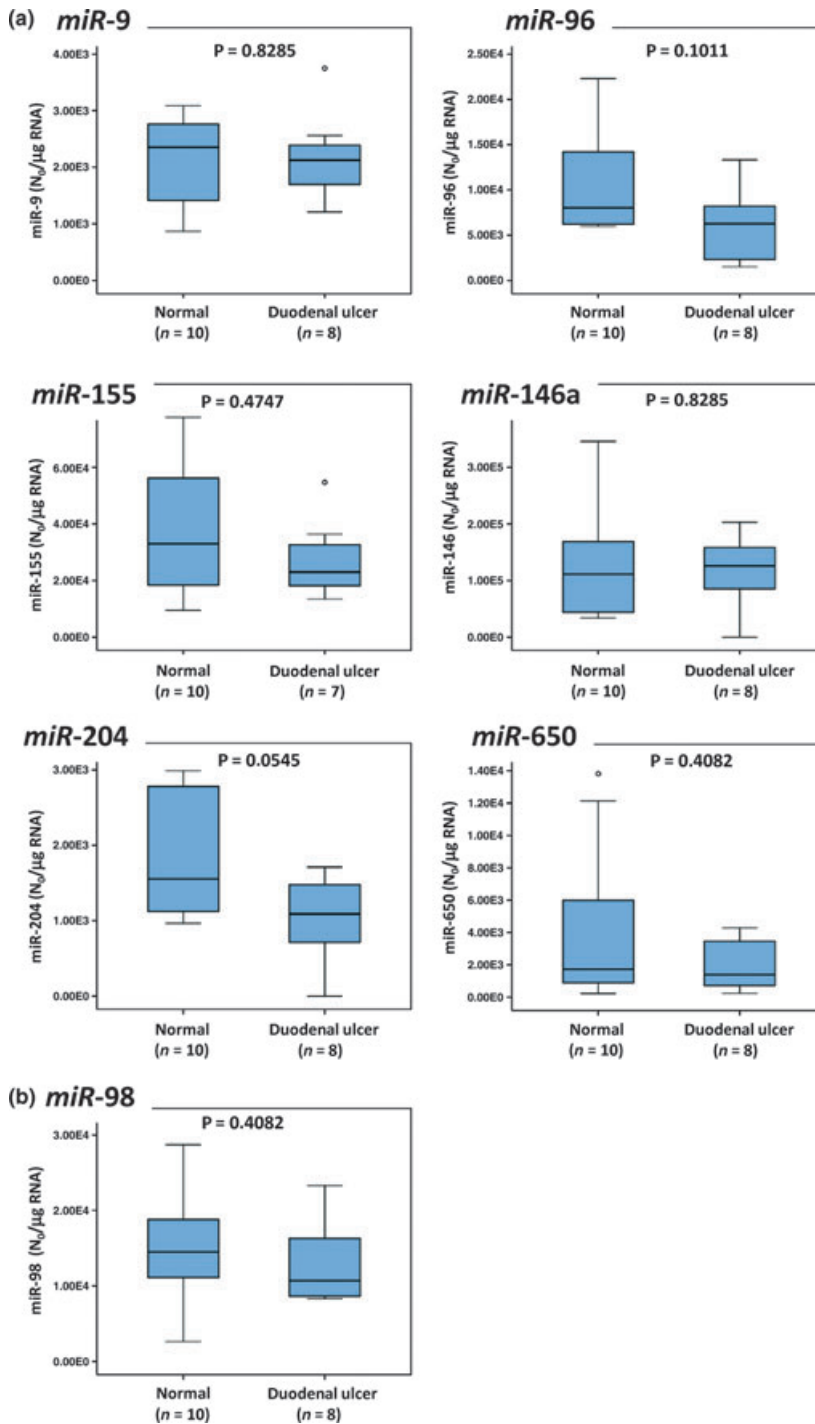 (a) miR-9
P = 0.8285
4.00E3
3.00E3
2.00E3
1.00E3
0.00E0
miR-9 (N₀/µg RNA)
Normal Duodenal ulcer
(n = 10) (n = 8)
miR-96
P = 0.1011
2.50E4
2.00E4
1.50E4
1.00E4
5.00E3
0.00E0
miR-96 (N₀/µg RNA)
Normal Duodenal ulcer
(n = 10) (n = 8)
miR-155
P = 0.4747
6.00E4
4.00E4
2.00E4
0.00E0
miR-155 (N₀/µg RNA)
Normal Duodenal ulcer
(n = 10) (n = 7)
miR-146a
P = 0.8285
3.00E5
2.00E5
1.00E5
0.00E0
miR-146 (N₀/µg RNA)
Normal Duodenal ulcer
(n = 10) (n = 8)
miR-204
P = 0.0545
3.00E3
2.00E3
1.00E3
0.00E0
miR-204 (N₀/µg RNA)
Normal Duodenal ulcer
(n = 10) (n = 8)
miR-650
P = 0.4082
1.40E4
1.20E4
6.00E3
4.00E3
2.00E3
0.00E0
miR-650 (N₀/µg RNA)
Normal Duodenal ulcer
(n = 10) (n = 8)
(b) miR-98
P = 0.4082
3.00E4
2.00E4
1.00E4
0.00E0
miR-98 (N₀/µg RNA)
Normal Duodenal ulcer
(n = 10) (n = 8)